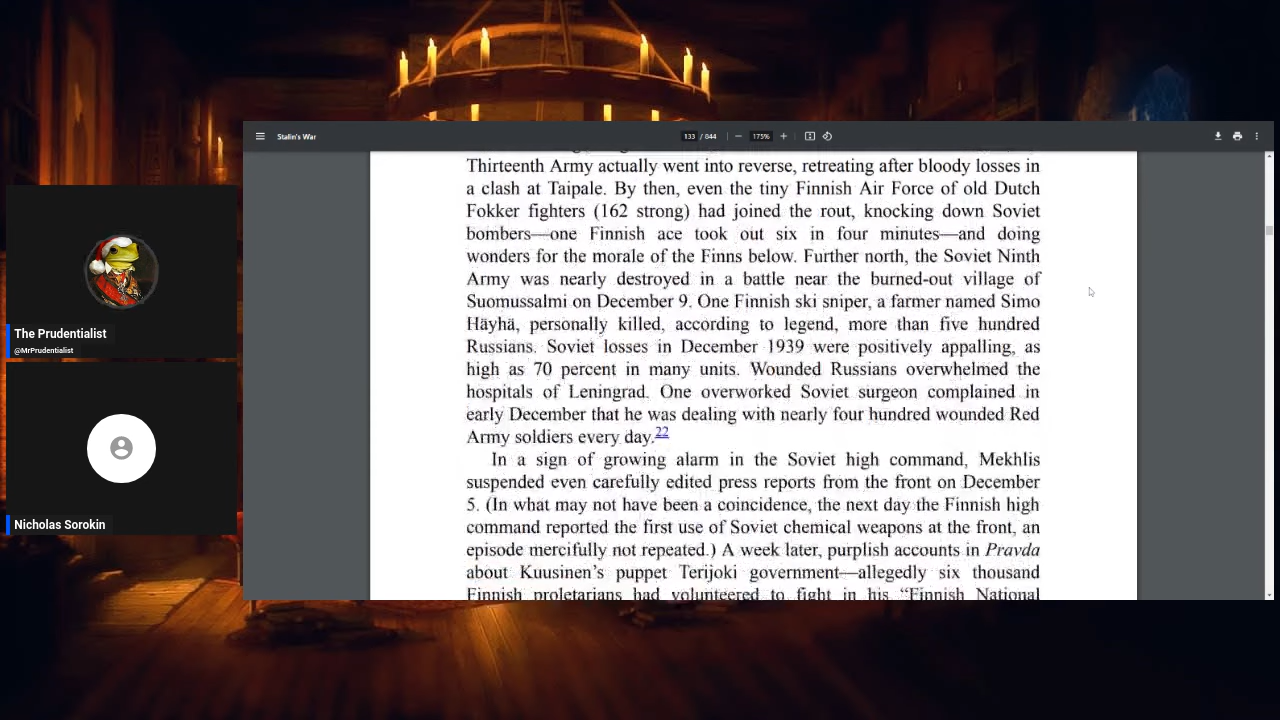 Stalin's War
133 / 844
175%
Thirteenth Army actually went into reverse, retreating after bloody losses in
a clash at Taipale. By then, even the tiny Finnish Air Force of old Dutch
Fokker fighters (162 strong) had joined the rout, knocking down Soviet
bombers—one Finnish ace took out six in four minutes—and doing
wonders for the morale of the Finns below. Further north, the Soviet Ninth
Army was nearly destroyed in a battle near the burned-out village of
Suomussalmi on December 9. One Finnish ski sniper, a farmer named Simo
Häyhä, personally killed, according to legend, more than five hundred
Russians. Soviet losses in December 1939 were positively appalling, as
high as 70 percent in many units. Wounded Russians overwhelmed the
hospitals of Leningrad. One overworked Soviet surgeon complained in
early December that he was dealing with nearly four hundred wounded Red
Army soldiers every day.22
In a sign of growing alarm in the Soviet high command, Mekhlis
suspended even carefully edited press reports from the front on December
5. (In what may not have been a coincidence, the next day the Finnish high
command reported the first use of Soviet chemical weapons at the front, an
episode mercifully not repeated.) A week later, purplish accounts in Pravda
about Kuusinen's puppet Terijoki government—allegedly six thousand
Finnish proletarians had volunteered to fight in his “Finnish National
The Prudentialist
@MrPrudentialist
Nicholas Sorokin